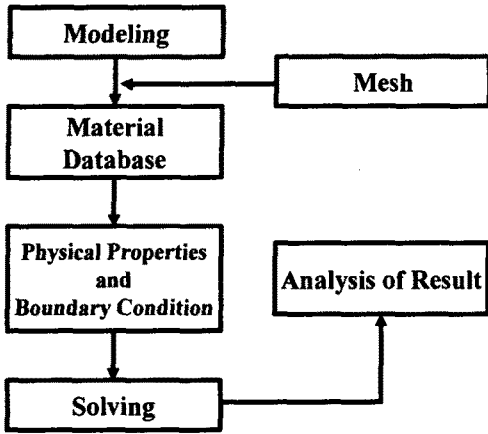 Modeling
Mesh
Material
Database
Physical Properties
and
Boundary Condition
Analysis of Result
Solving